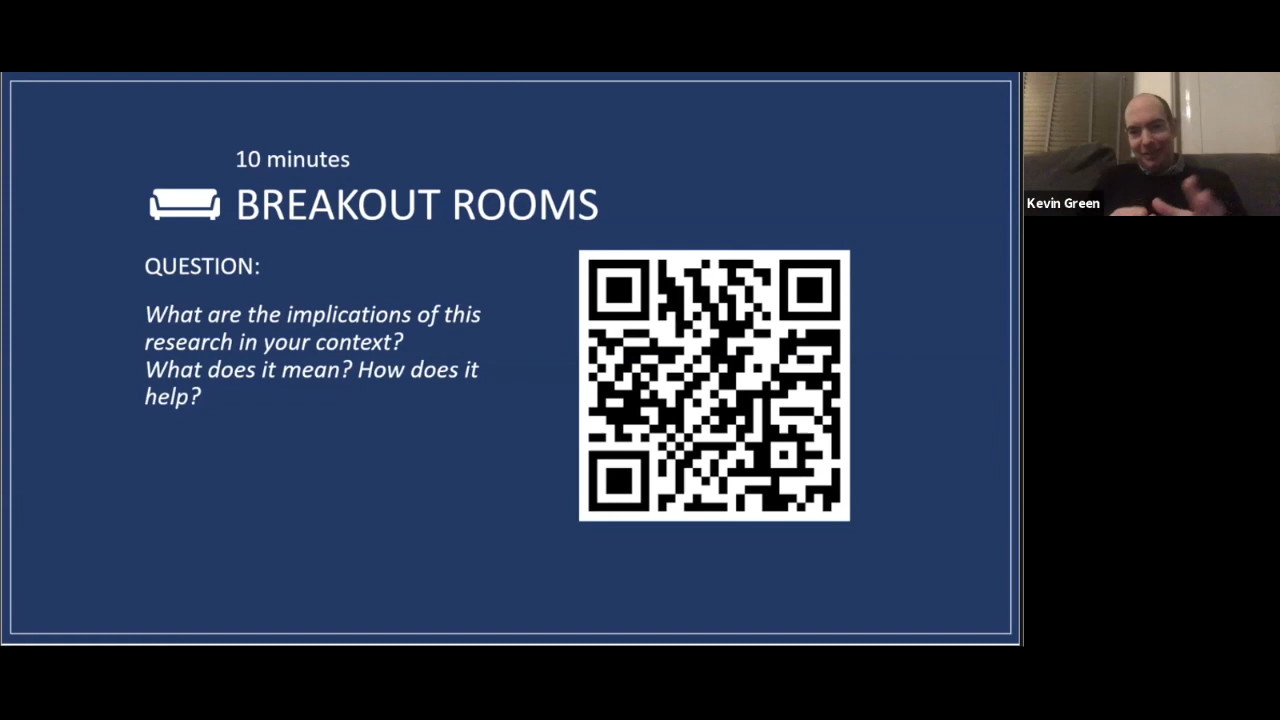 10 minutes
BREAKOUT ROOMS
QUESTION:
What are the implications of this
research in your context?
What does it mean? How does it
help?
Kevin Green